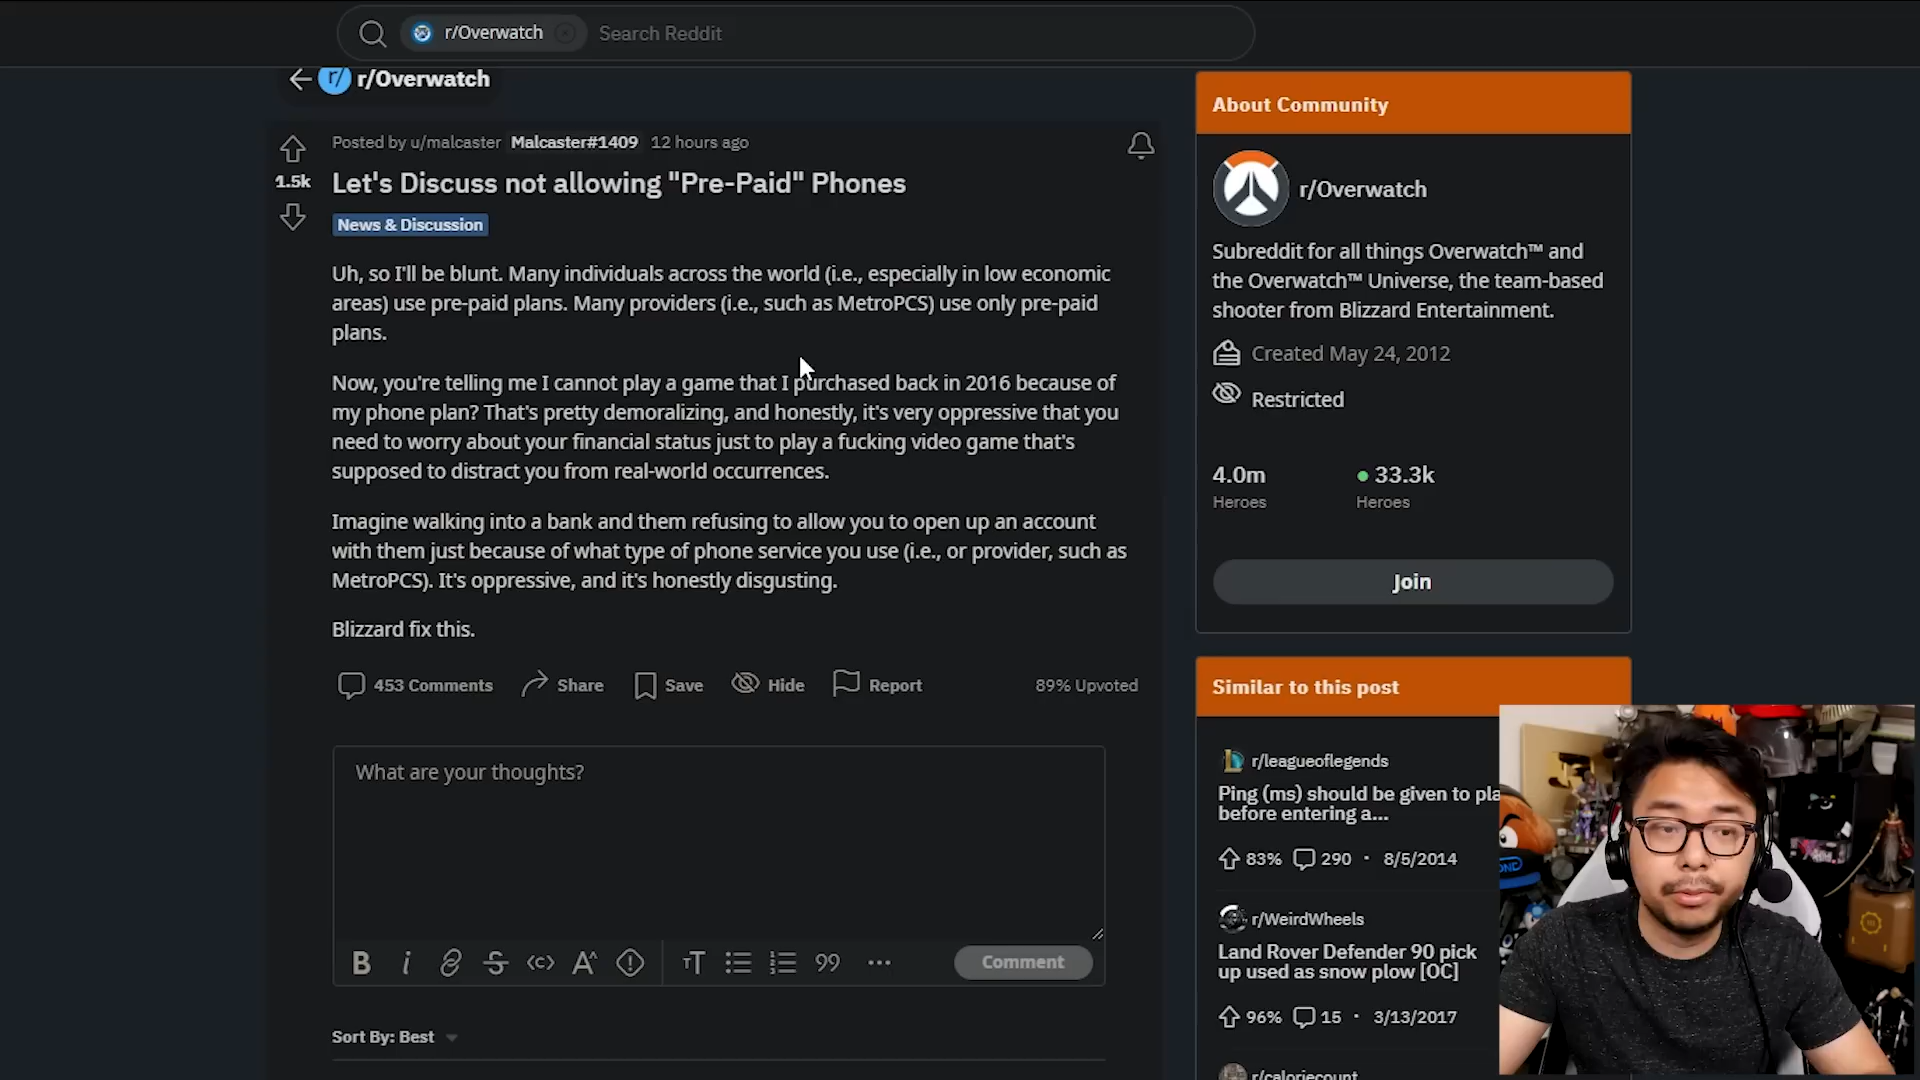 r/Overwatch
Search Reddit
r/ r/Overwatch
Posted by u/malcaster Malcaster#1409 12 hours ago
1.5k
Let's Discuss not allowing "Pre-Paid" Phones
News & Discussion
Uh, so I'll be blunt. Many individuals across the world (i.e., especially in low economic
areas) use pre-paid plans. Many providers (i.e., such as MetroPCS) use only pre-paid
plans.
Now, you're telling me I cannot play a game that I purchased back in 2016 because of
my phone plan? That's pretty demoralizing, and honestly, it's very oppressive that you
need to worry about your financial status just to play a fucking video game that's
supposed to distract you from real-world occurrences.
Imagine walking into a bank and them refusing to allow you to open up an account
with them just because of what type of phone service you use (i.e., or provider, such as
MetroPCS). It's oppressive, and it's honestly disgusting.
Blizzard fix this.
453 Comments Share Save Hide Report 89% Upvoted
What are your thoughts?
B i A T 99 Comment
Sort By: Best
About Community
r/Overwatch
Subreddit for all things Overwatch™ and
the Overwatch™ Universe, the team-based
shooter from Blizzard Entertainment.
Created May 24, 2012
Restricted
4.0m 33.3k
Heroes Heroes
Join
Similar to this post
r/leagueoflegends
Ping (ms) should be given to pla
before entering a...
83% 290 · 8/5/2014
r/WeirdWheels
Land Rover Defender 90 pick
up used as snow plow [OC]
96% 15 · 3/13/2017
r/caloriecount